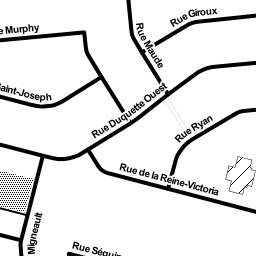 Rue Giroux
Murphy
Rue Maude
Saint-Joseph
Rue Duquette Ouest
Rue Ryan
Rue de la Reine-Victoria
Migneault
Rue Séguin